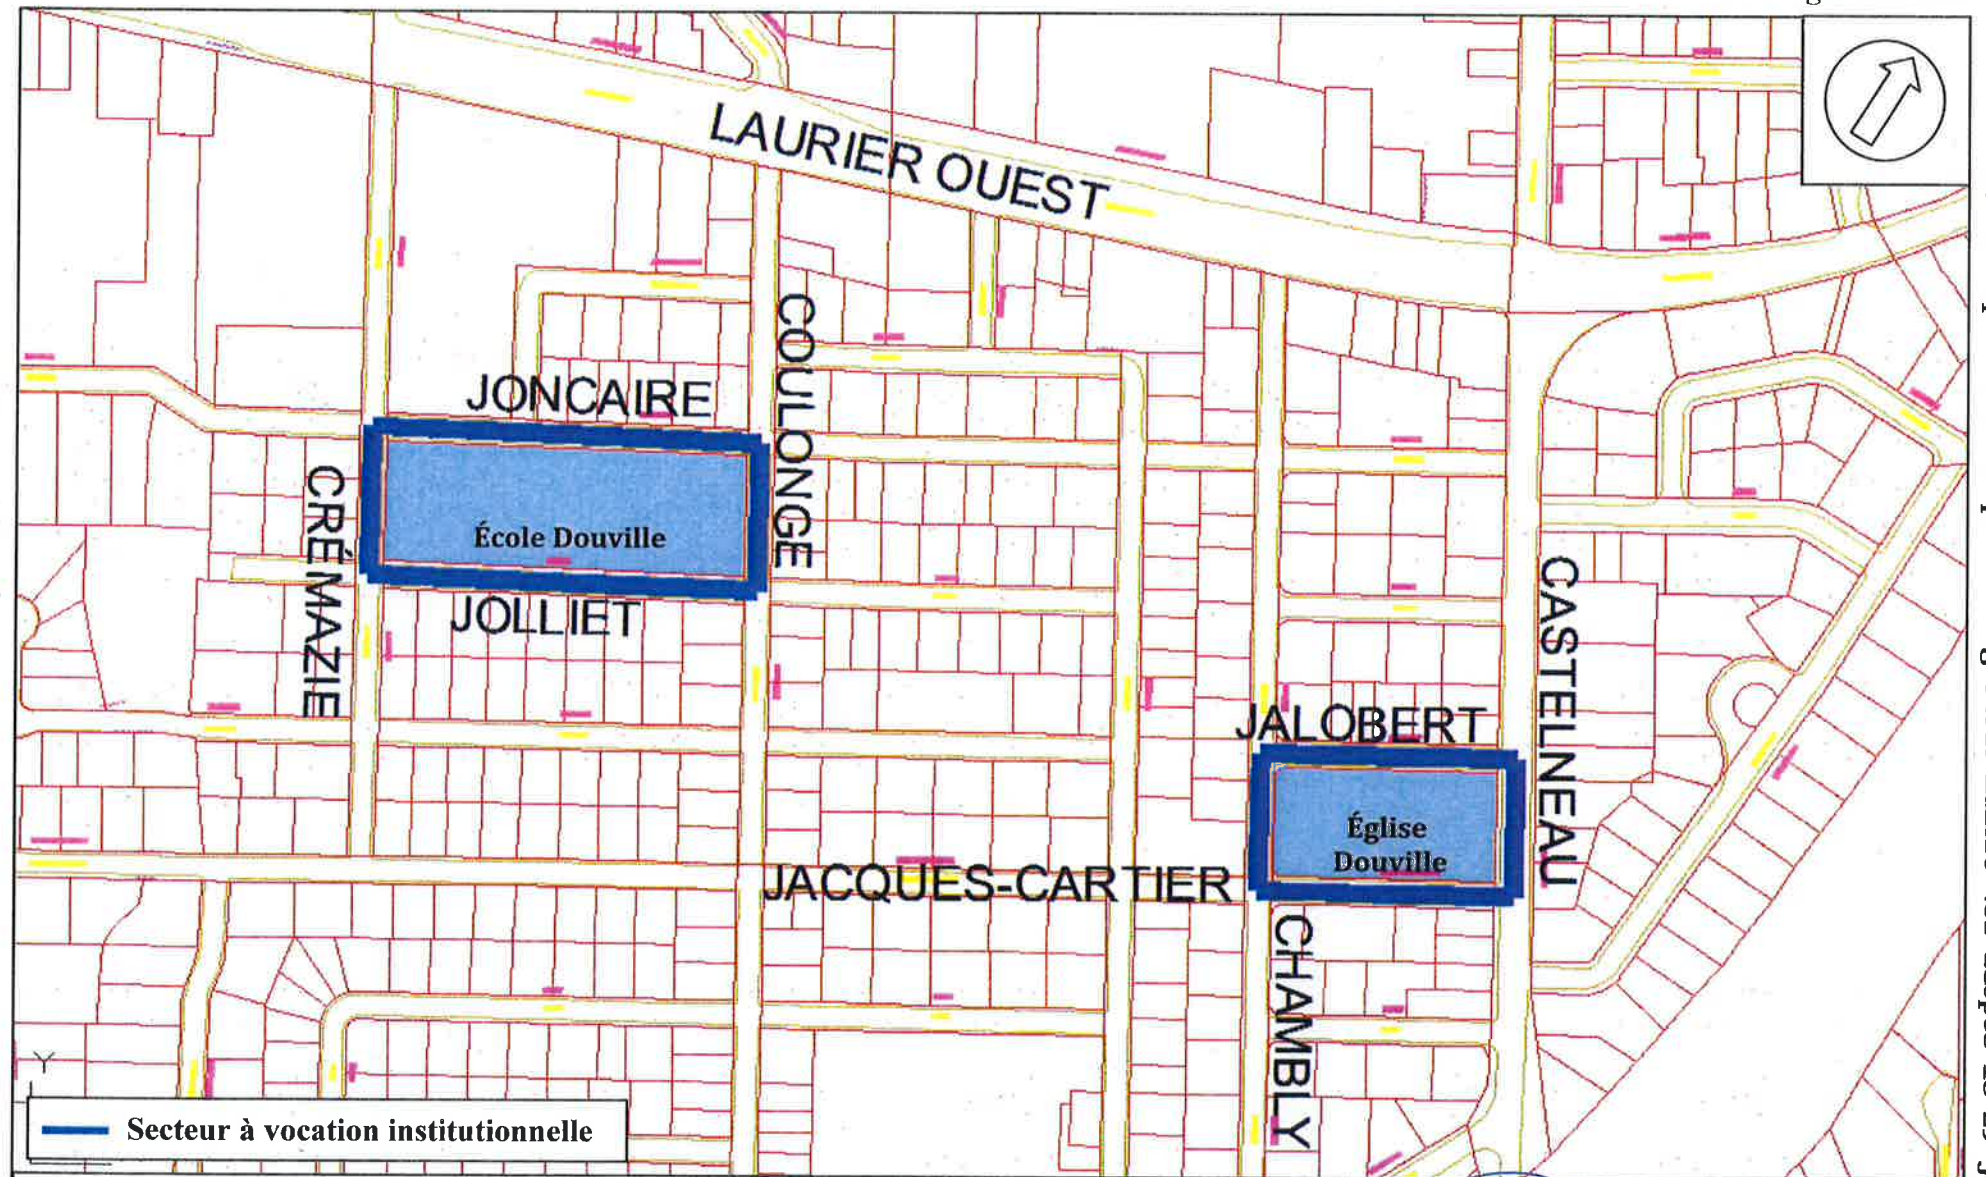 LAURIER OUEST
COULONGE
JONCAIRE
CRÉMAZIE
École Douville
JOLLIET
CASTELNEAU
JALOBERT
Église
Douville
JACQUES-CARTIER
CHAMBLY
Y
Secteur à vocation institutionnelle